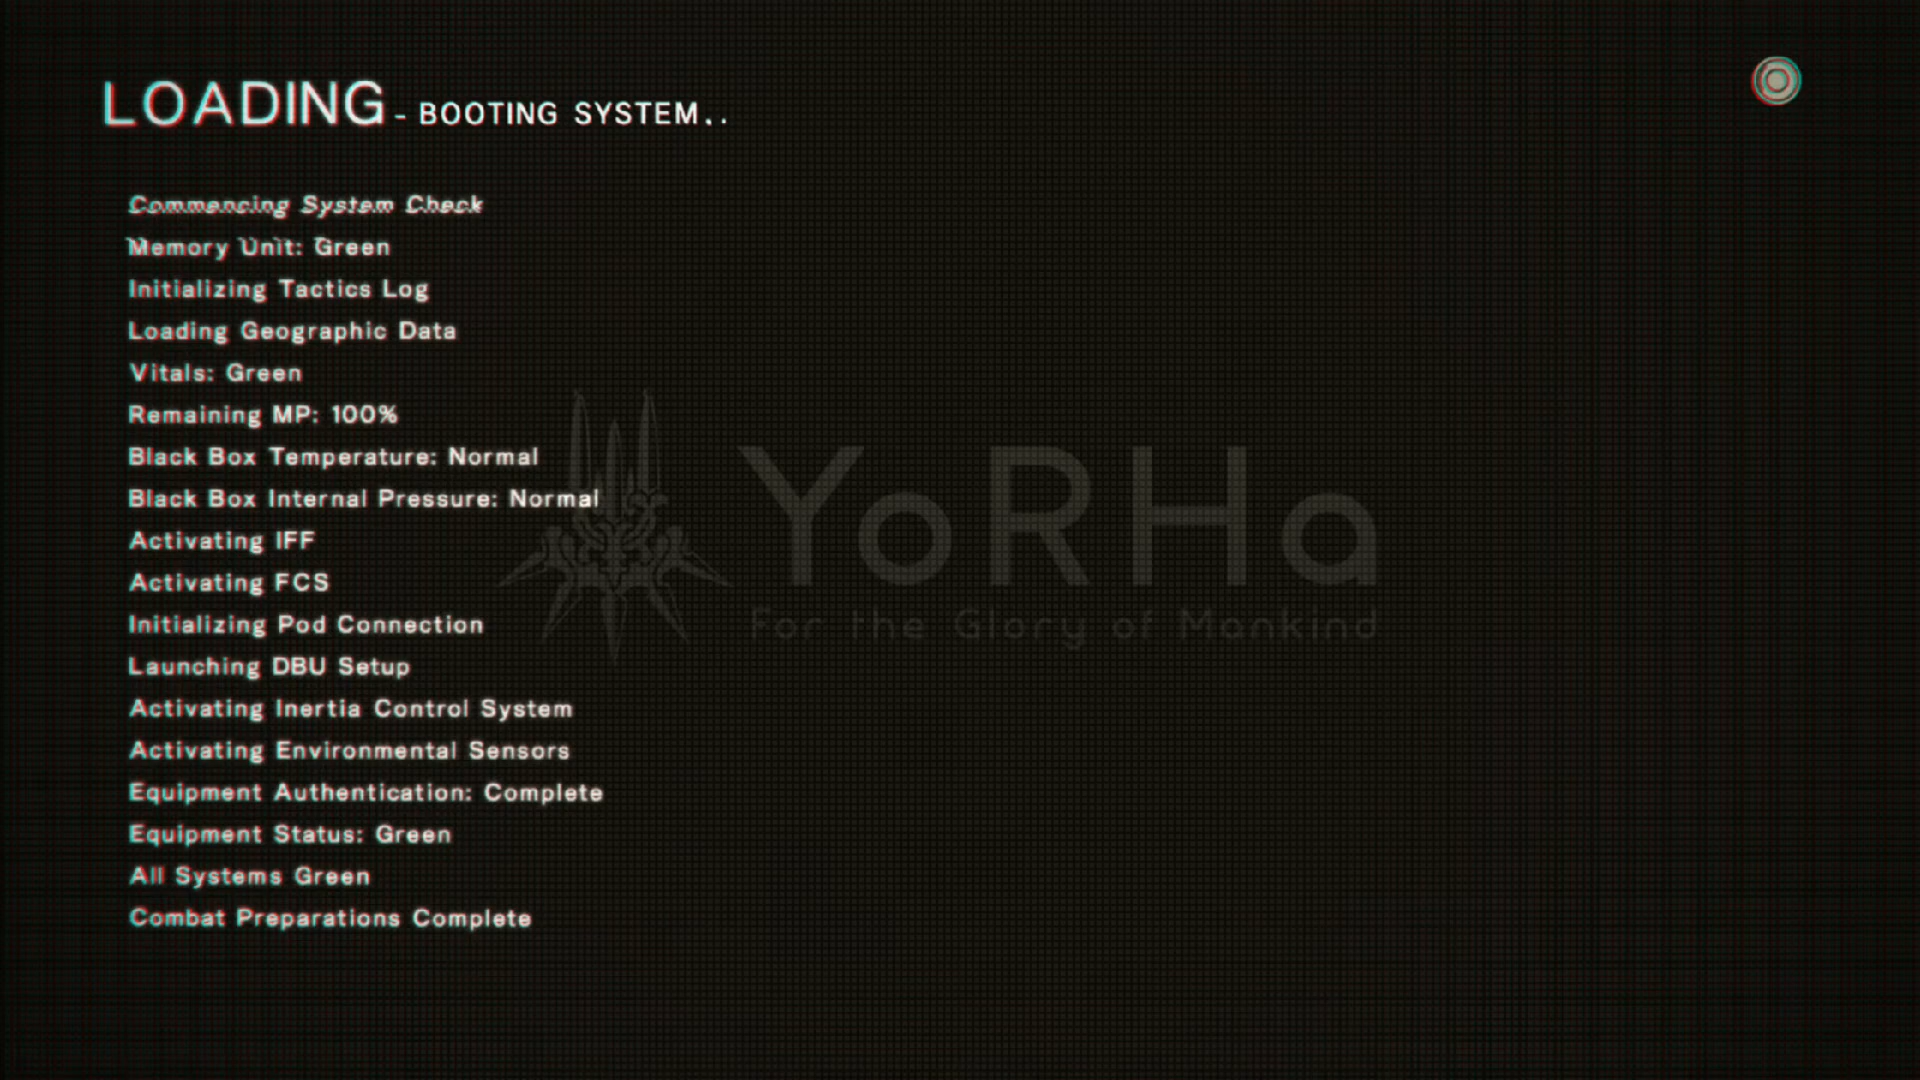 LOADING - BOOTING SYSTEM..
Commencing System Check
Memory Unit: Green
Initializing Tactics Log
Loading Geographic Data
Vitals: Green
Remaining MP: 100%
Black Box Temperature: Normal
Black Box Internal Pressure: Normal
Activating IFF
Activating FCS
Initializing Pod Connection
Launching DBU Setup
Activating Inertia Control System
Activating Environmental Sensors
Equipment Authentication: Complete
Equipment Status: Green
All Systems Green
Combat Preparations Complete
YoRHa
For the Glory of Mankind